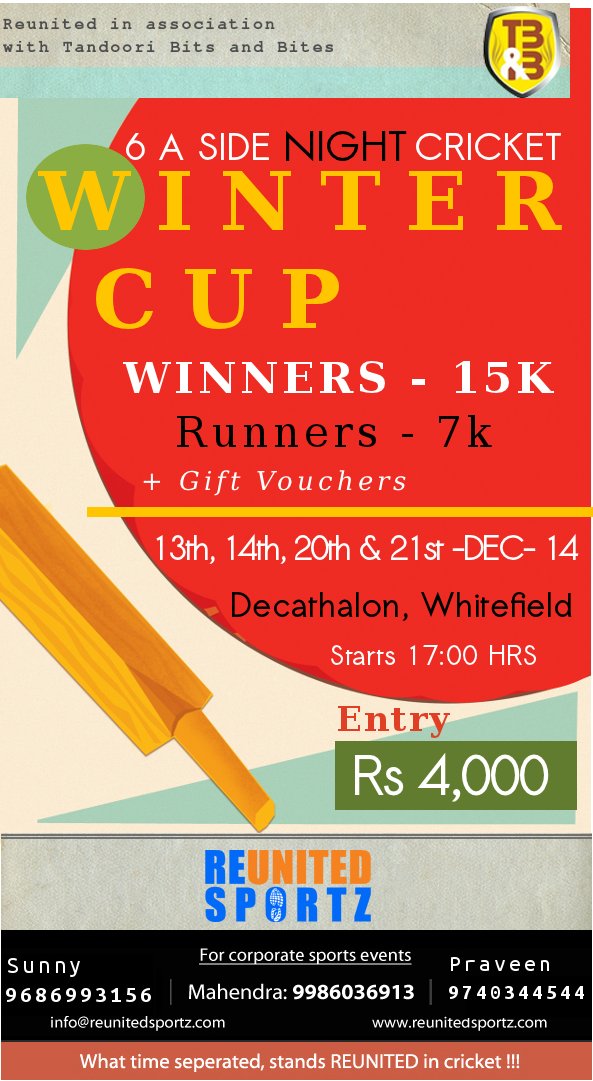 Reunited in association
with Tandoori Bits and Bites
TB
&B
6 A SIDE NIGHT CRICKET
WINTER
CUP
WINNERS - 15K
Runners - 7k
+ Gift Vouchers
13th, 14th, 20th & 21st -DEC- 14
Decathalon, Whitefield
Starts 17:00 HRS
Entry
Rs 4,000
REUNITED
SPORTZ
For corporate sports events
Sunny
9686993156
Mahendra: 9986036913
Praveen
9740344544
info@reunitedsportz.com
www.reunitedsportz.com
What time seperated, stands REUNITED in cricket !!!